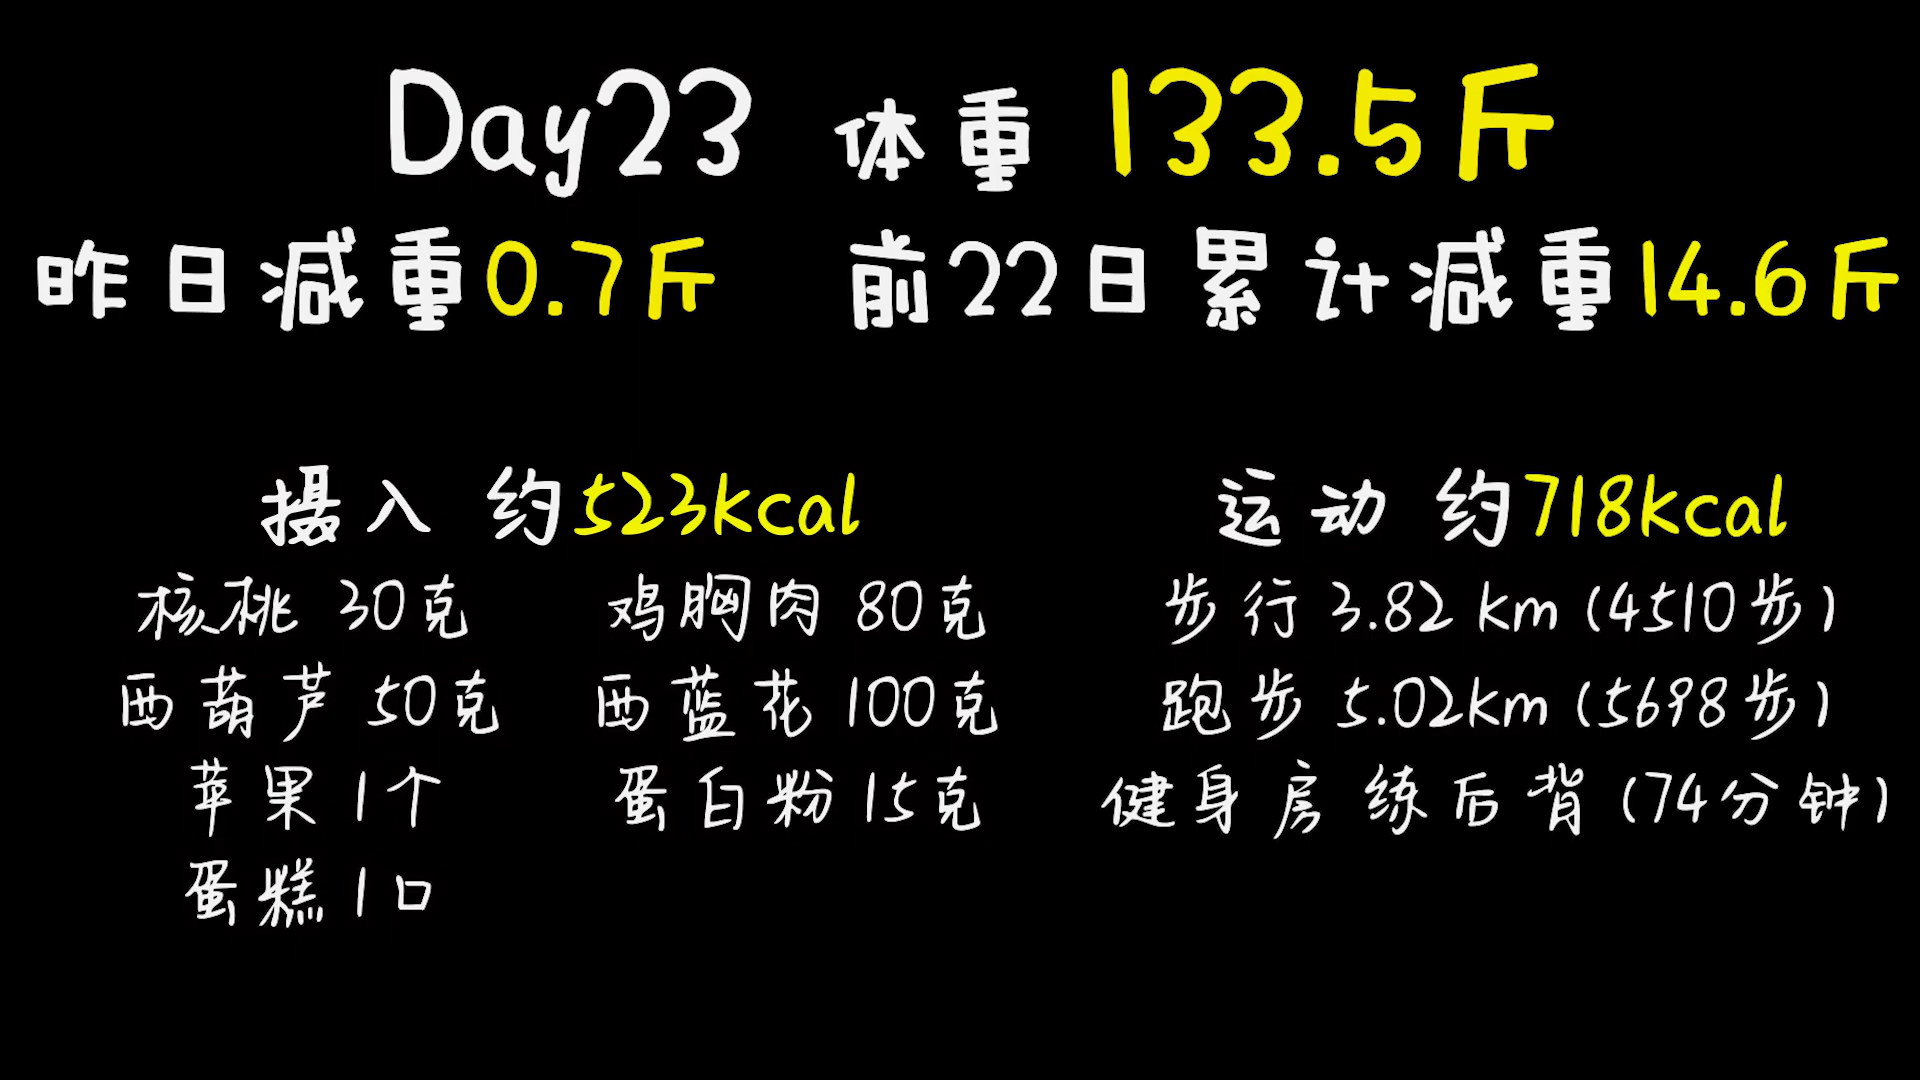 Day23 体重 133.5斤
昨日减重0.7斤 前22日累计减重14.6斤
摄入 约523kcal
核桃 30克 鸡胸肉 80克
西葫芦 50克 西蓝花 100克
苹果 1个 蛋白粉 15克
蛋糕 1口
运动 约718kcal
步行 3.82 km (4510步)
跑步 5.02km (5698步)
健身房 练后背 (74分钟)